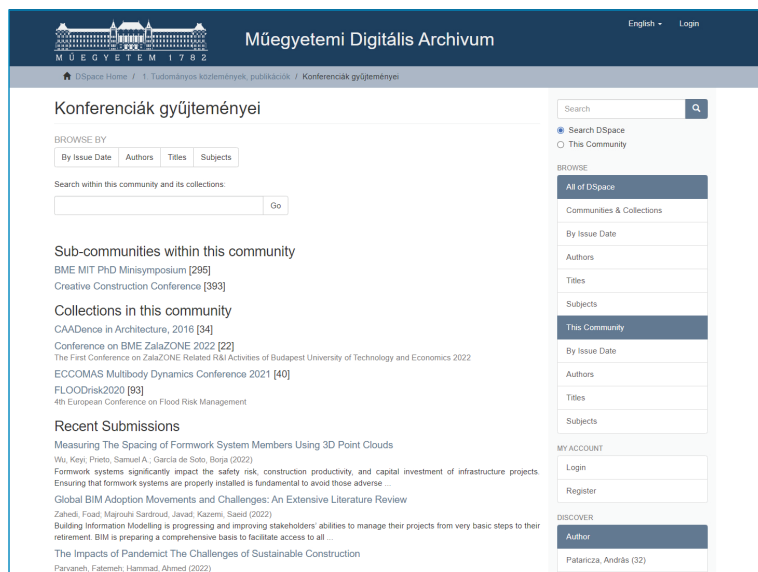 MŰEGYETEM 1782
Műegyetemi Digitális Archivum
English
Login
DSpace Home / 1. Tudományos közlemények, publikációk / Konferenciák gyűjteményei
Konferenciák gyűjteményei
BROWSE BY
By Issue Date Authors Titles Subjects
Search within this community and its collections:
Go
Sub-communities within this community
BME MIT PhD Minisymposium [295]
Creative Construction Conference [393]
Collections in this community
CAADence in Architecture, 2016 [34]
Conference on BME ZalaZONE 2022 [22]
The First Conference on ZalaZONE Related R&I Activities of Budapest University of Technology and Economics 2022
ECCOMAS Multibody Dynamics Conference 2021 [40]
FLOODrisk2020 [93]
4th European Conference on Flood Risk Management
Recent Submissions
Measuring The Spacing of Formwork System Members Using 3D Point Clouds
Wu, Keyi; Prieto, Samuel A.; García de Soto, Borja (2022)
Formwork systems significantly impact the safety risk, construction productivity, and capital investment of infrastructure projects.
Ensuring that formwork systems are properly installed is fundamental to avoid those adverse ...
Global BIM Adoption Movements and Challenges: An Extensive Literature Review
Zahedi, Foad; Majrouhi Sardroud, Javad; Kazemi, Saeid (2022)
Building Information Modelling is progressing and improving stakeholders' abilities to manage their projects from very basic steps to their
retirement. BIM is preparing a comprehensive basis to facilitate access to all ...
The Impacts of Pandemict The Challenges of Sustainable Construction
Parvaneh, Fatemeh; Hammad, Ahmed (2022)
Search
Search DSpace
This Community
BROWSE
All of DSpace
Communities & Collections
By Issue Date
Authors
Titles
Subjects
This Community
By Issue Date
Authors
Titles
Subjects
MY ACCOUNT
Login
Register
DISCOVER
Author
Pataricza, András (32)